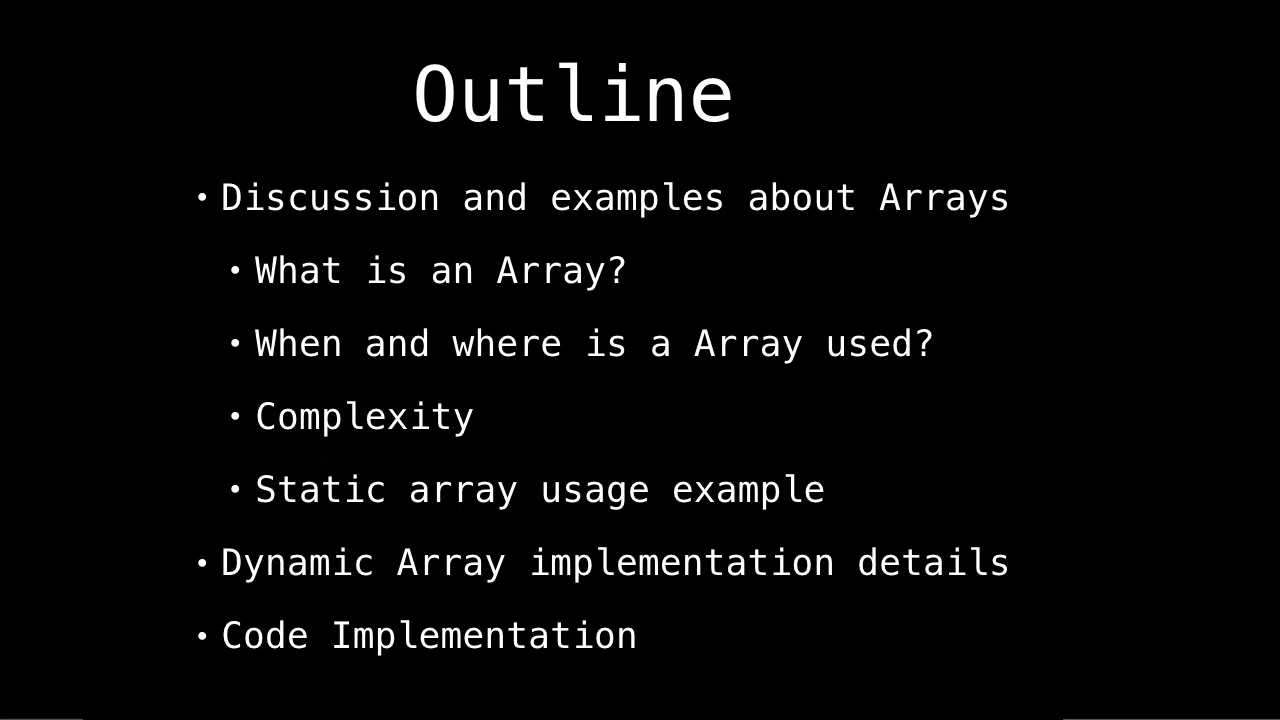 Outline
• Discussion and examples about Arrays
• What is an Array?
• When and where is a Array used?
• Complexity
• Static array usage example
• Dynamic Array implementation details
• Code Implementation